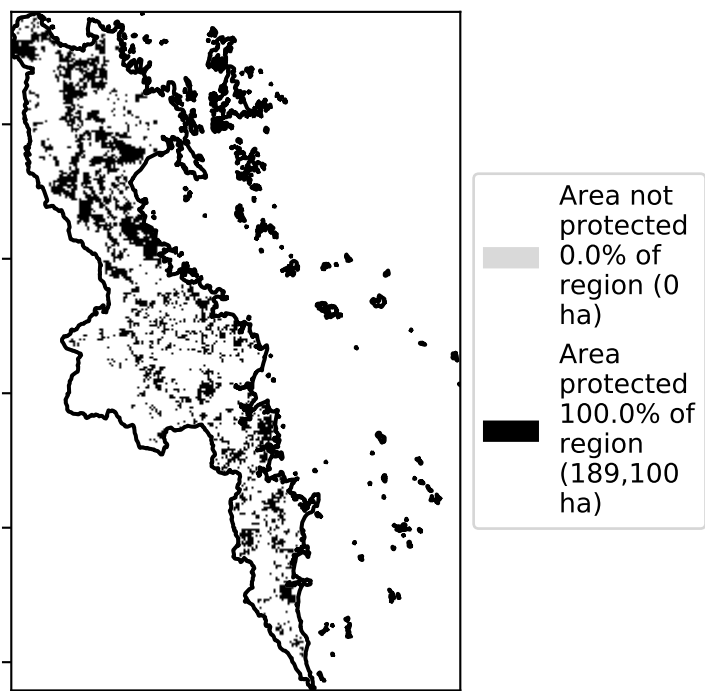 Area not
protected
0.0% of
region (0
ha)
Area
protected
100.0% of
region
(189,100
ha)